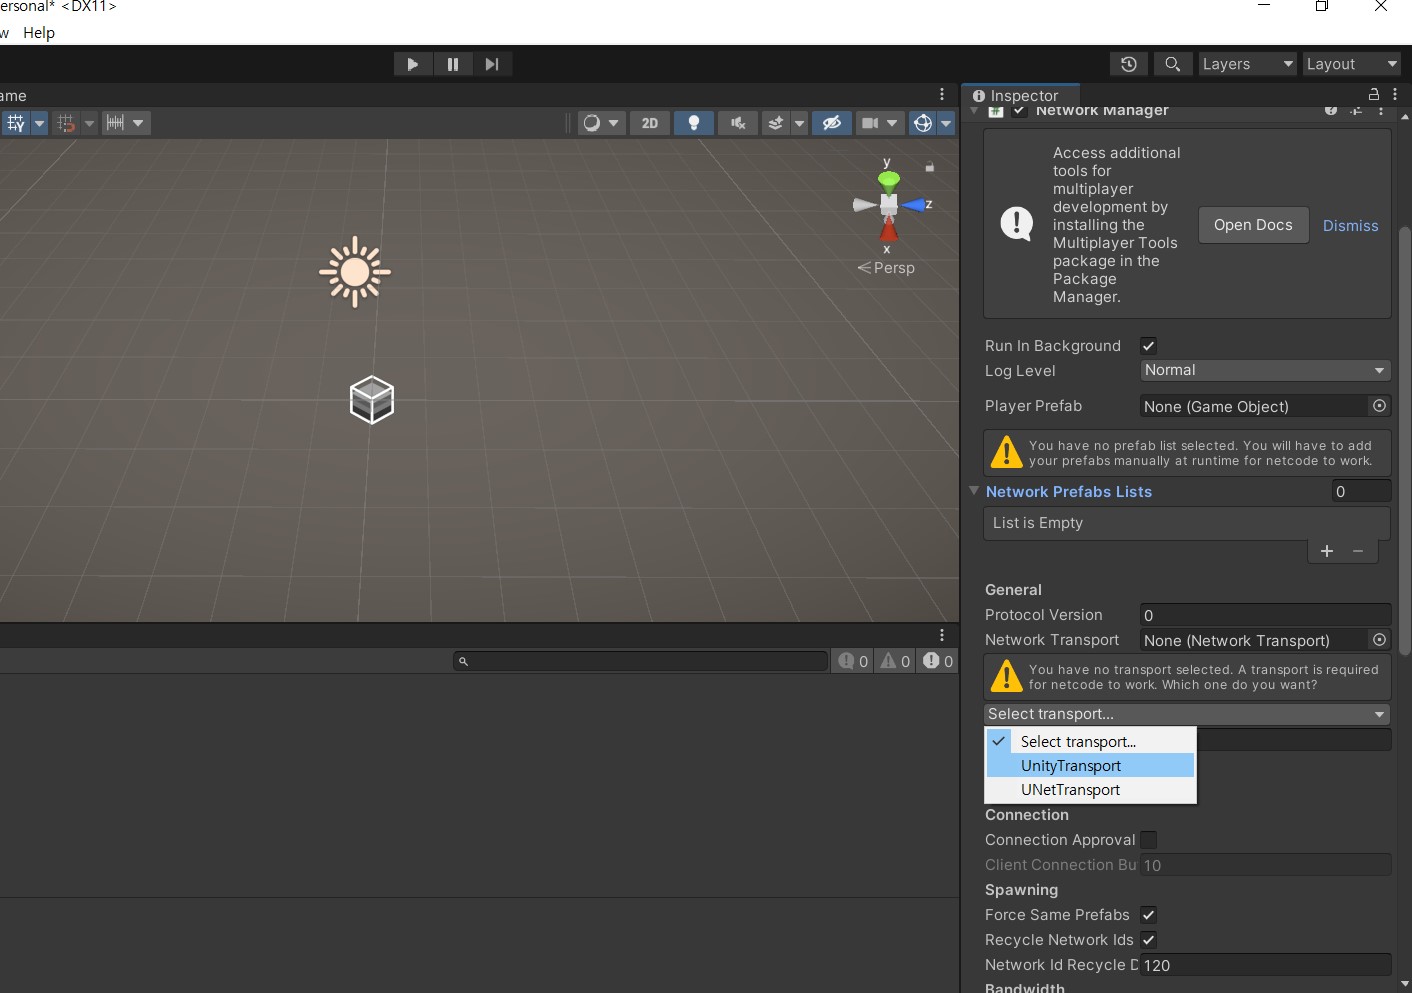 ersonal* <DX11>
w Help
Layers
Layout
ame
Inspector
2D
Network Manager
y
z
x
Persp
Access additional
tools for
multiplayer
development by
installing the
Multiplayer Tools
package in the
Package
Manager.
Open Docs
Dismiss
Run In Background
Log Level Normal
Player Prefab None (Game Object)
You have no prefab list selected. You will have to add
your prefabs manually at runtime for netcode to work.
Network Prefabs Lists 0
List is Empty
+ −
General
Protocol Version 0
Network Transport None (Network Transport)
0 0 0
You have no transport selected. A transport is required
for netcode to work. Which one do you want?
Select transport...
Select transport...
UnityTransport
UNetTransport
Connection
Connection Approval
Client Connection Bu 10
Spawning
Force Same Prefabs
Recycle Network Ids
Network Id Recycle D 120
Bandwidth